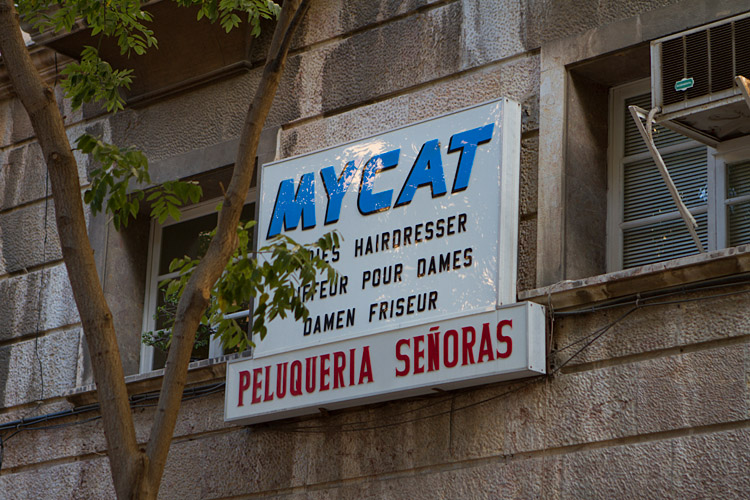 MYCAT
HAIRDRESSER
POUR DAMES
DAMEN FRISEUR
PELUQUERIA SEÑORAS